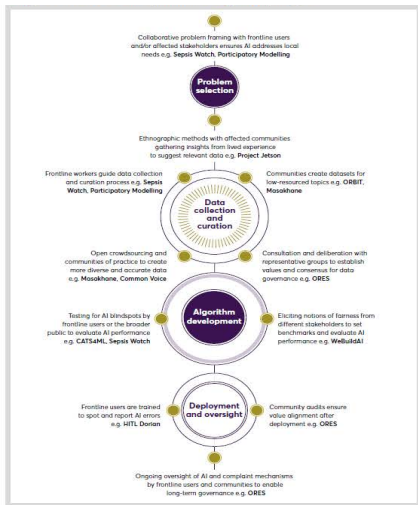 Collaborative problem framing with frontline users
and/or affected stakeholders ensures AI addresses local
needs e.g. Sepsis Watch, Participatory Modelling
Problem
selection
Ethnographic methods with affected communities
gathering insights from lived experience
to suggest relevant data e.g. Project Jetson
Frontline workers guide data collection
and curation process e.g. Sepsis
Watch, Participatory Modelling
Communities create datasets for
low-resourced topics e.g. ORBIT,
Masakhane
Data
collection
and
curation
Open crowdsourcing and
communities of practice to create
more diverse and accurate data
e.g. Masakhane, Common Voice
Consultation and deliberation with
representative groups to establish
values and consensus for data
governance e.g. ORES
Testing for AI blindspots by
frontline users or the broader
public to evaluate AI performance
e.g. CATS4ML, Sepsis Watch
Algorithm
development
Eliciting notions of fairness from
different stakeholders to set
benchmarks and evaluate AI
performance e.g. WeBuildAI
Frontline users are trained
to spot and report AI errors
e.g. HITL Dorian
Deployment
and oversight
Community audits ensure
value alignment after
deployment e.g. ORES
Ongoing oversight of AI and complaint mechanisms
by frontline users and communities to enable
long-term governance e.g. ORES